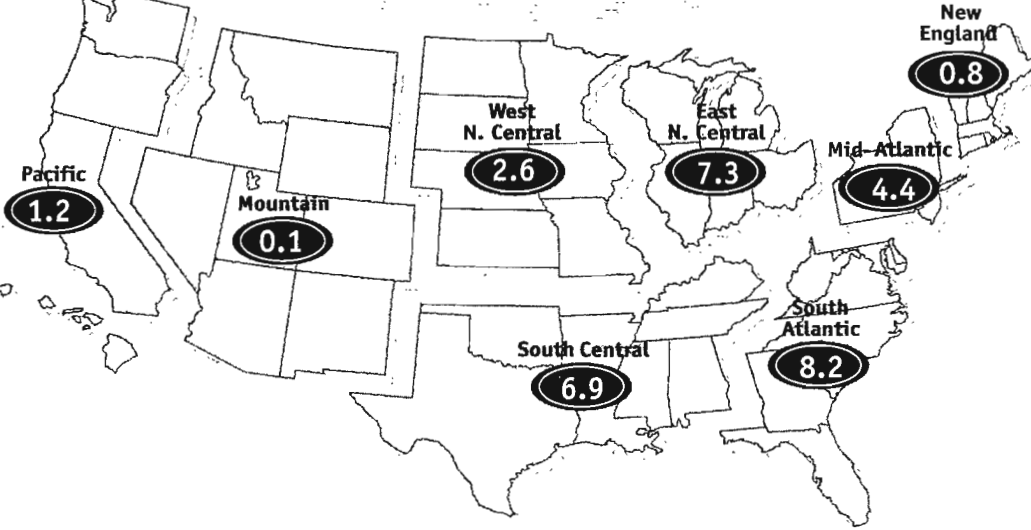 New
England
0.8
West
N. Central
2.6
East
N. Central
7.3
Mid-Atlantic
4.4
Pacific
1.2
Mountain
0.1
South
Atlantic
8.2
South Central
6.9